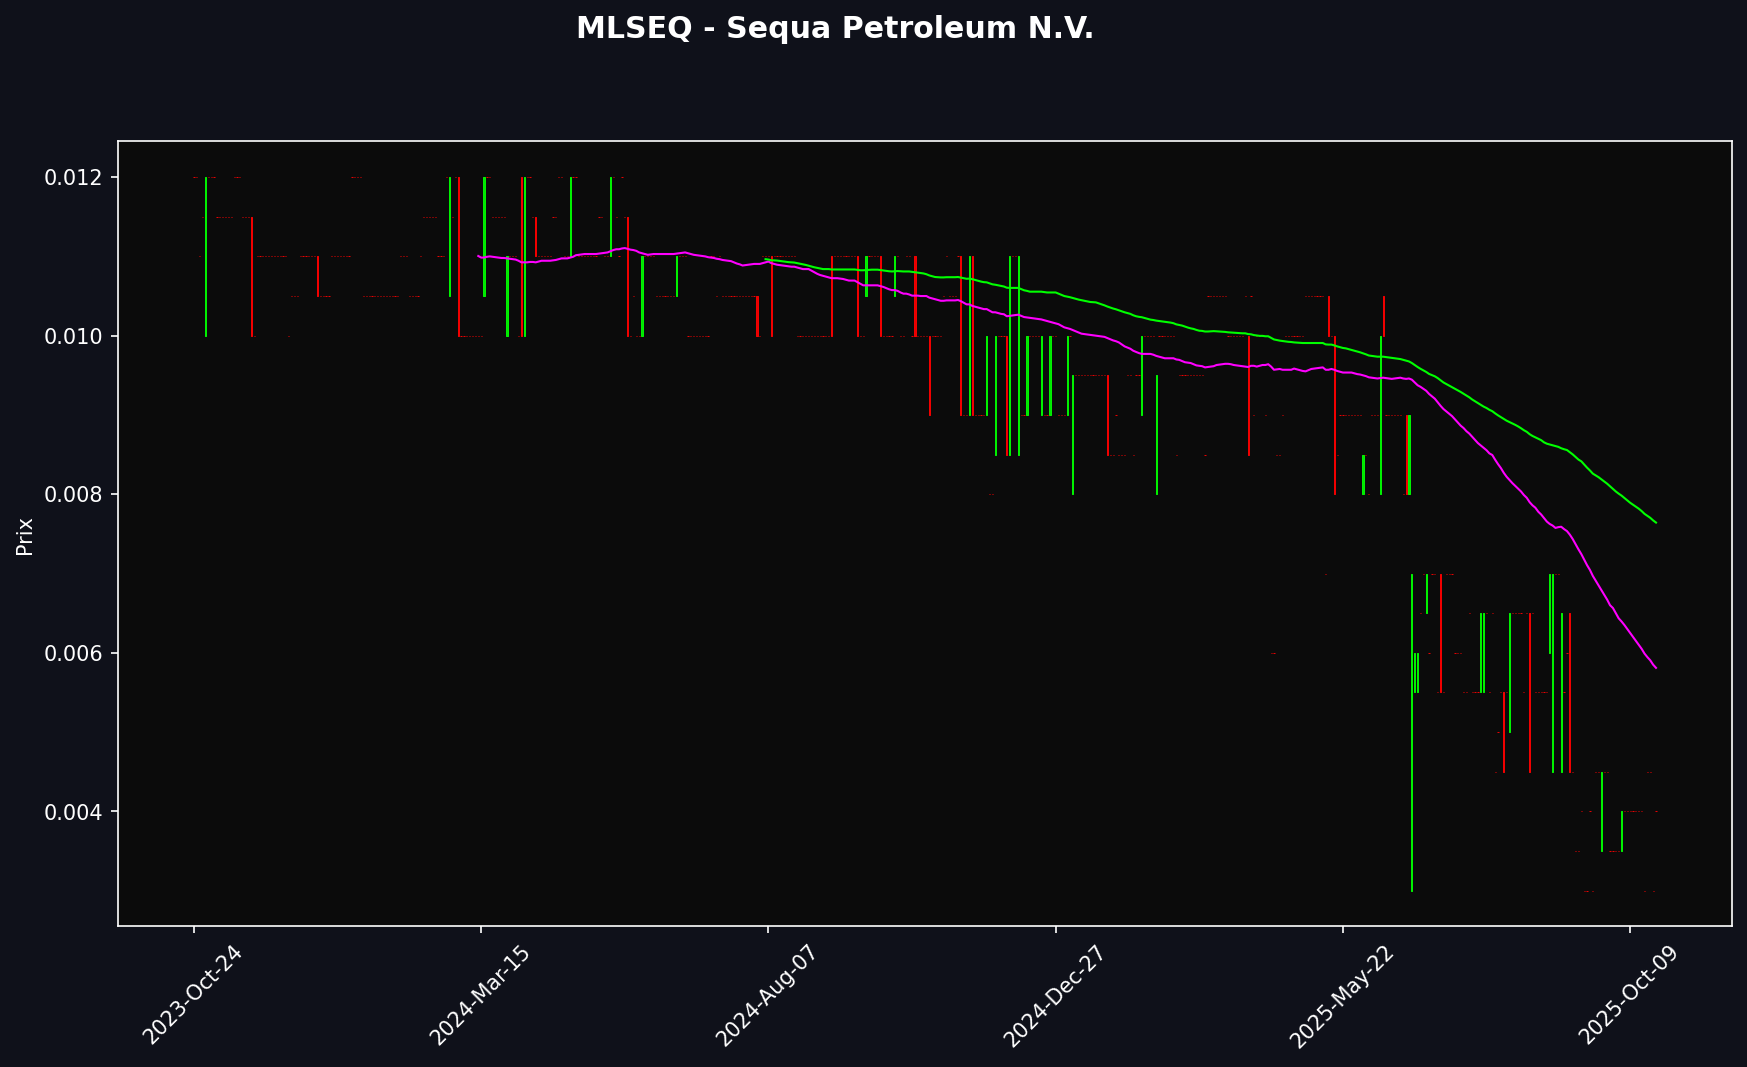 MLSEQ - Sequa Petroleum N.V.
Prix
0.012
0.010
0.008
0.006
0.004
2023-Oct-24
2024-Mar-15
2024-Aug-07
2024-Dec-27
2025-May-22
2025-Oct-09